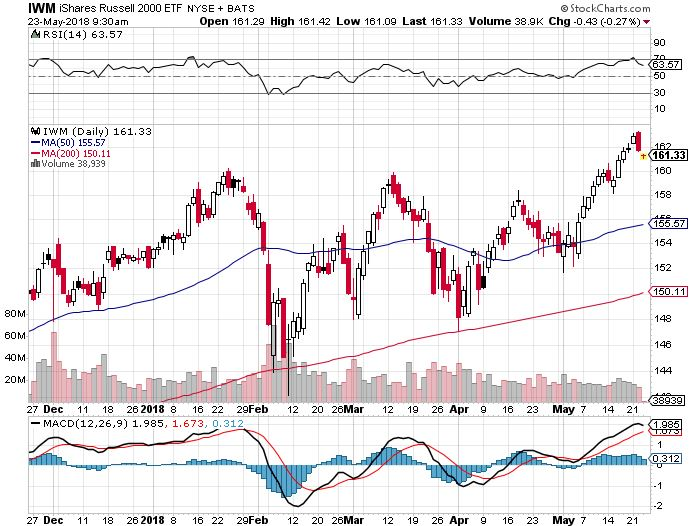 IWM iShares Russell 2000 ETF NYSE + BATS
© StockCharts.com
23-May-2018 9:30am
Open 161.29 High 161.42 Low 161.09 Last 161.33 Volume 38.9K Chg -0.43 (-0.27%)
RSI(14) 63.57
90
70
63.57
50
30
10
IWM (Daily) 161.33
MA(50) 155.57
MA(200) 150.11
Volume 38,939
162
161.33
160
158
156
155.57
154
152
150.11
148
146
144
142
80M
60M
40M
20M
38939
27 Dec 11 18 2018 8 16 22 Feb 12 20 Mar 12 19 26 Apr 9 16 23 May 7 14 21
MACD(12,26,9) 1.985, 1.673, 0.312
1.985
1.673
1
0.312
0
-1
-2
27 Dec 11 18 2018 8 16 22 Feb 12 20 Mar 12 19 26 Apr 9 16 23 May 7 14 21